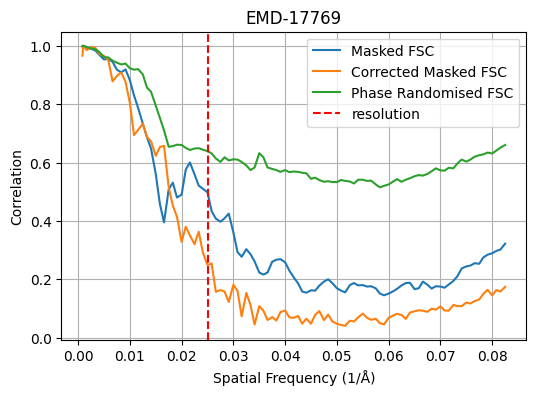 EMD-17769
Masked FSC
Corrected Masked FSC
Phase Randomised FSC
resolution
1.0
0.8
0.6
0.4
0.2
0.0
Correlation
0.00 0.01 0.02 0.03 0.04 0.05 0.06 0.07 0.08
Spatial Frequency (1/Å)